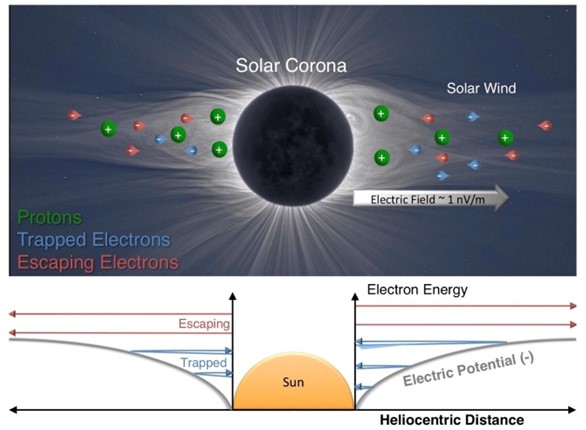 Solar Corona
Solar Wind
+
+
+
+
+
+
+
+
Electric Field ~ 1 nV/m
Protons
Trapped Electrons
Escaping Electrons
Electron Energy
Escaping
Trapped
Electric Potential (-)
Sun
Heliocentric Distance